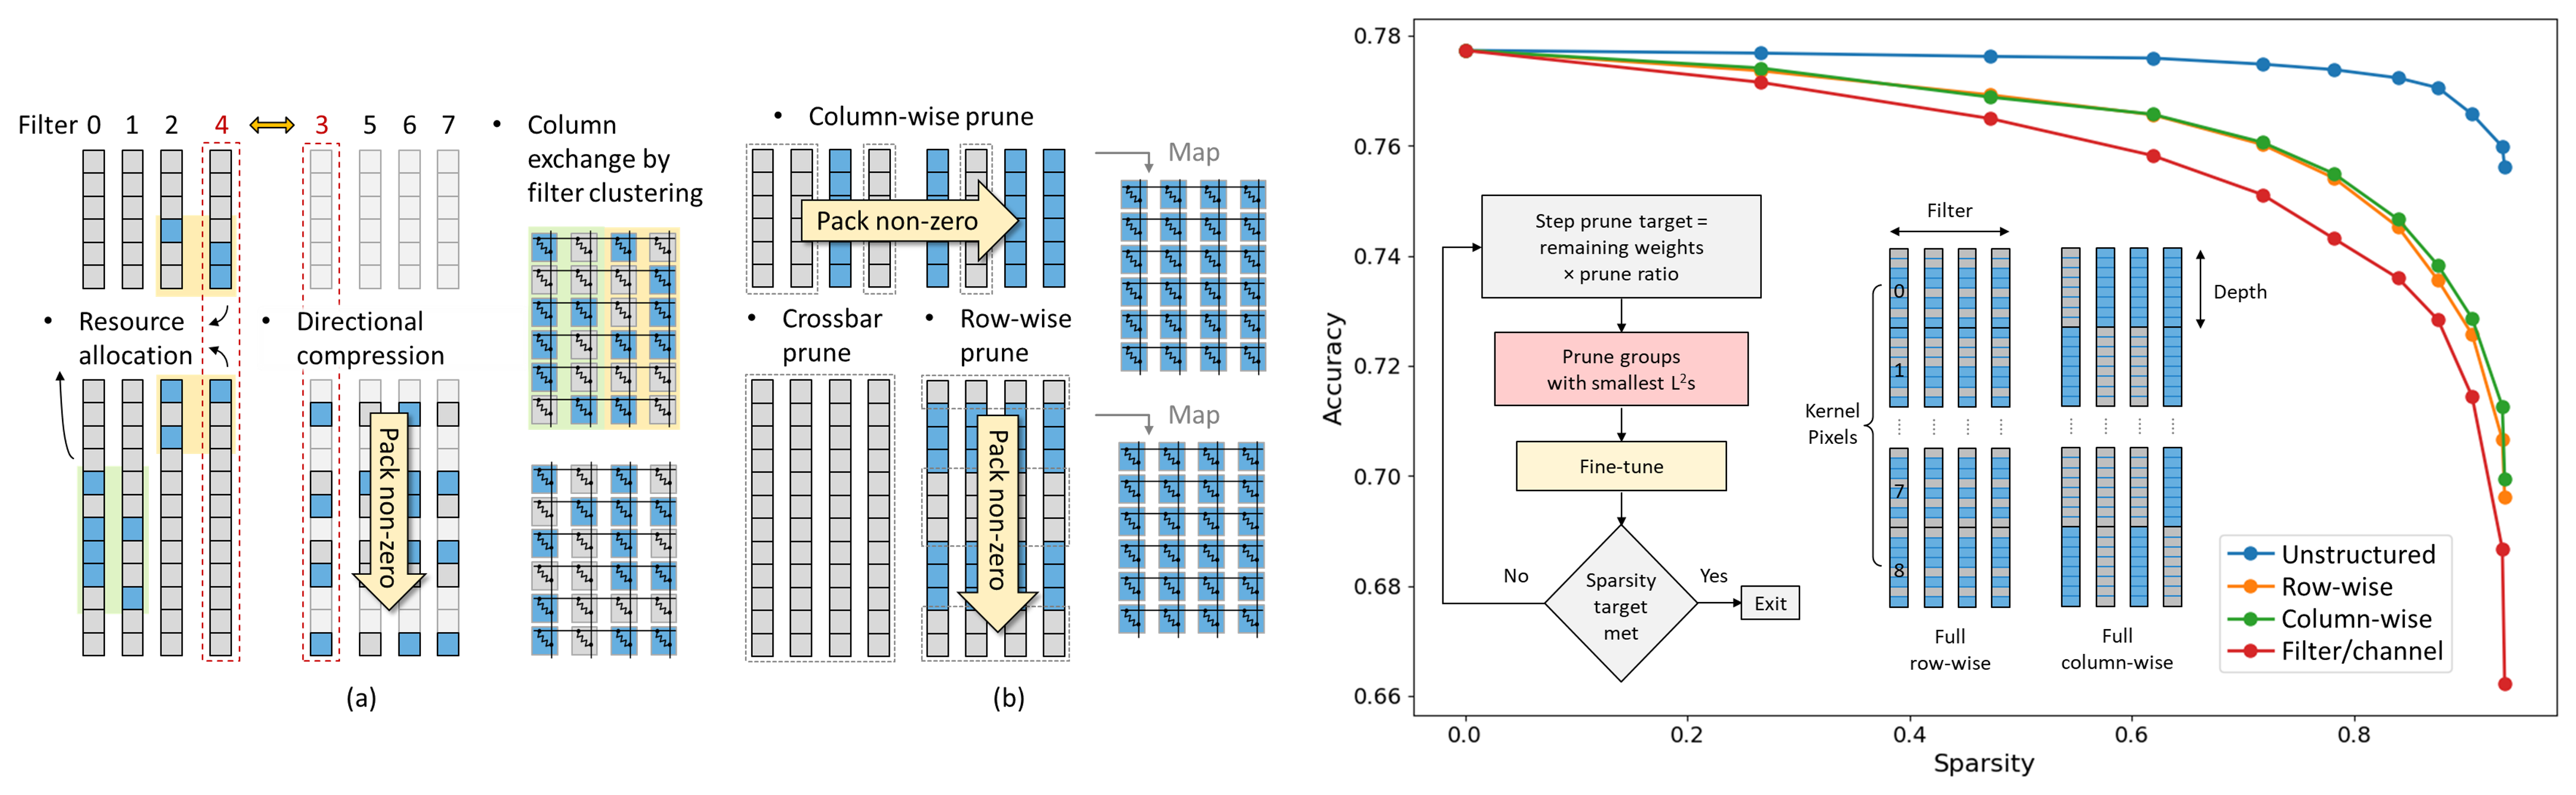 Filter 0 1 2 4 3 5 6 7
• Column
exchange by
filter clustering
• Resource
allocation
• Directional
compression
Pack non-zero
(a)
• Column-wise prune
Pack non-zero
Map
• Crossbar
prune
• Row-wise
prune
Pack non-zero
Map
(b)
Accuracy
0.78
0.76
0.74
0.72
0.70
0.68
0.66
0.0 0.2 0.4 0.6 0.8
Sparsity
Step prune target =
remaining weights
× prune ratio
Prune groups
with smallest L²s
Fine-tune
Sparsity
target
met
No
Yes
Exit
Filter
Depth
Kernel
Pixels
0
1
7
8
Full
row-wise
Full
column-wise
Unstructured
Row-wise
Column-wise
Filter/channel